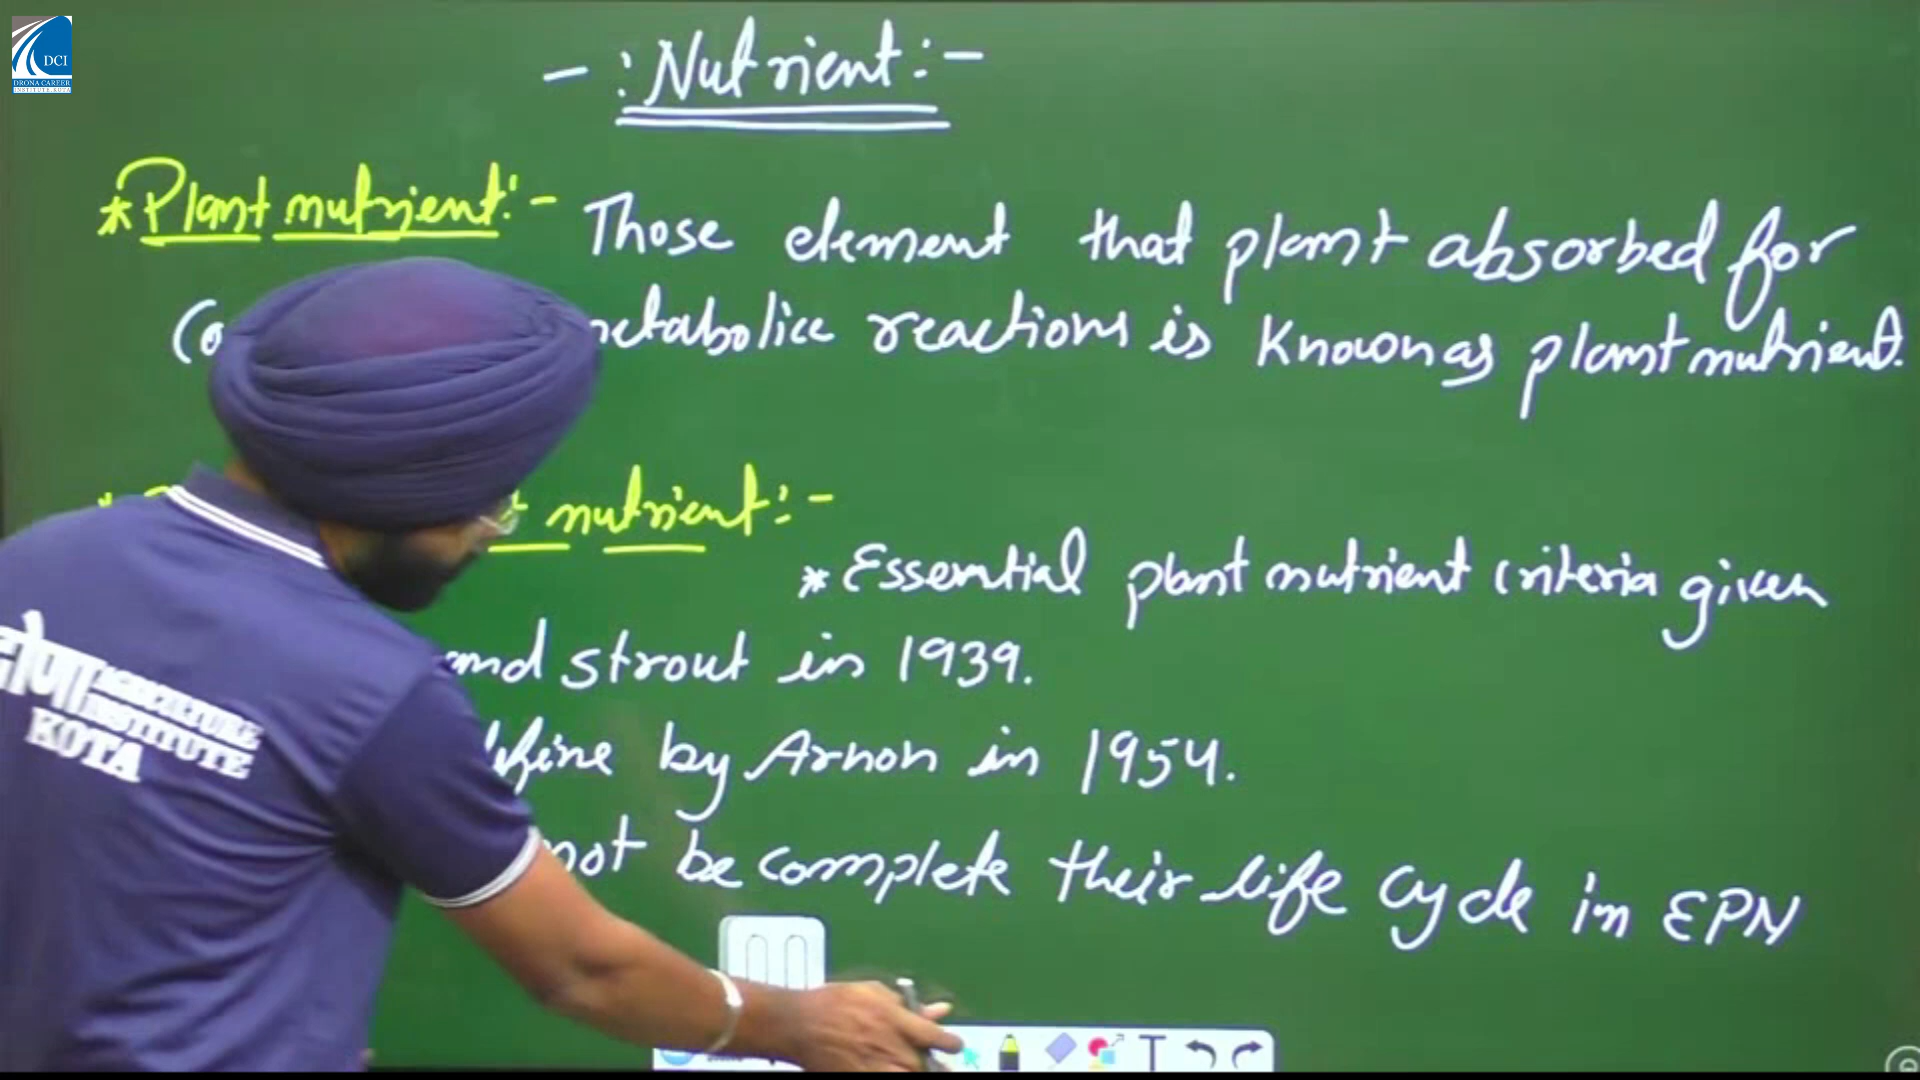 DCI
DRONA CAREER
INSTITUTE KOTA
- : Nutrient : -
* Plant nutrient : - Those element that plant absorbed for
metabolice reactions is known as plant nutrient.
nutrient : -
* Essential plant nutrient criteria given
and strout in 1939.
by Arnon in 1954.
not be complete their life cycle in EPN
द्रोण AGRICULTURE
INSTITUTE
KOTA
T